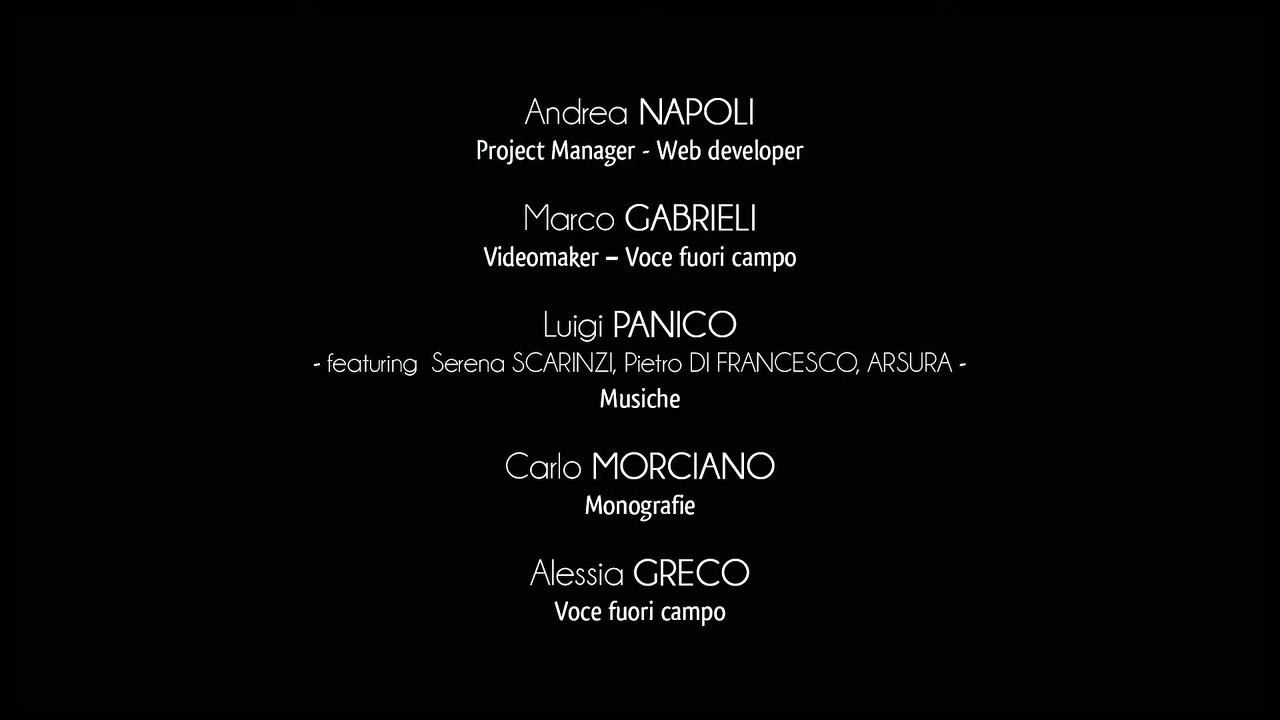 Andrea NAPOLI
Project Manager - Web developer
Marco GABRIELI
Videomaker – Voce fuori campo
Luigi PANICO
- featuring Serena SCARINZI, Pietro DI FRANCESCO, ARSURA -
Musiche
Carlo MORCIANO
Monografie
Alessia GRECO
Voce fuori campo